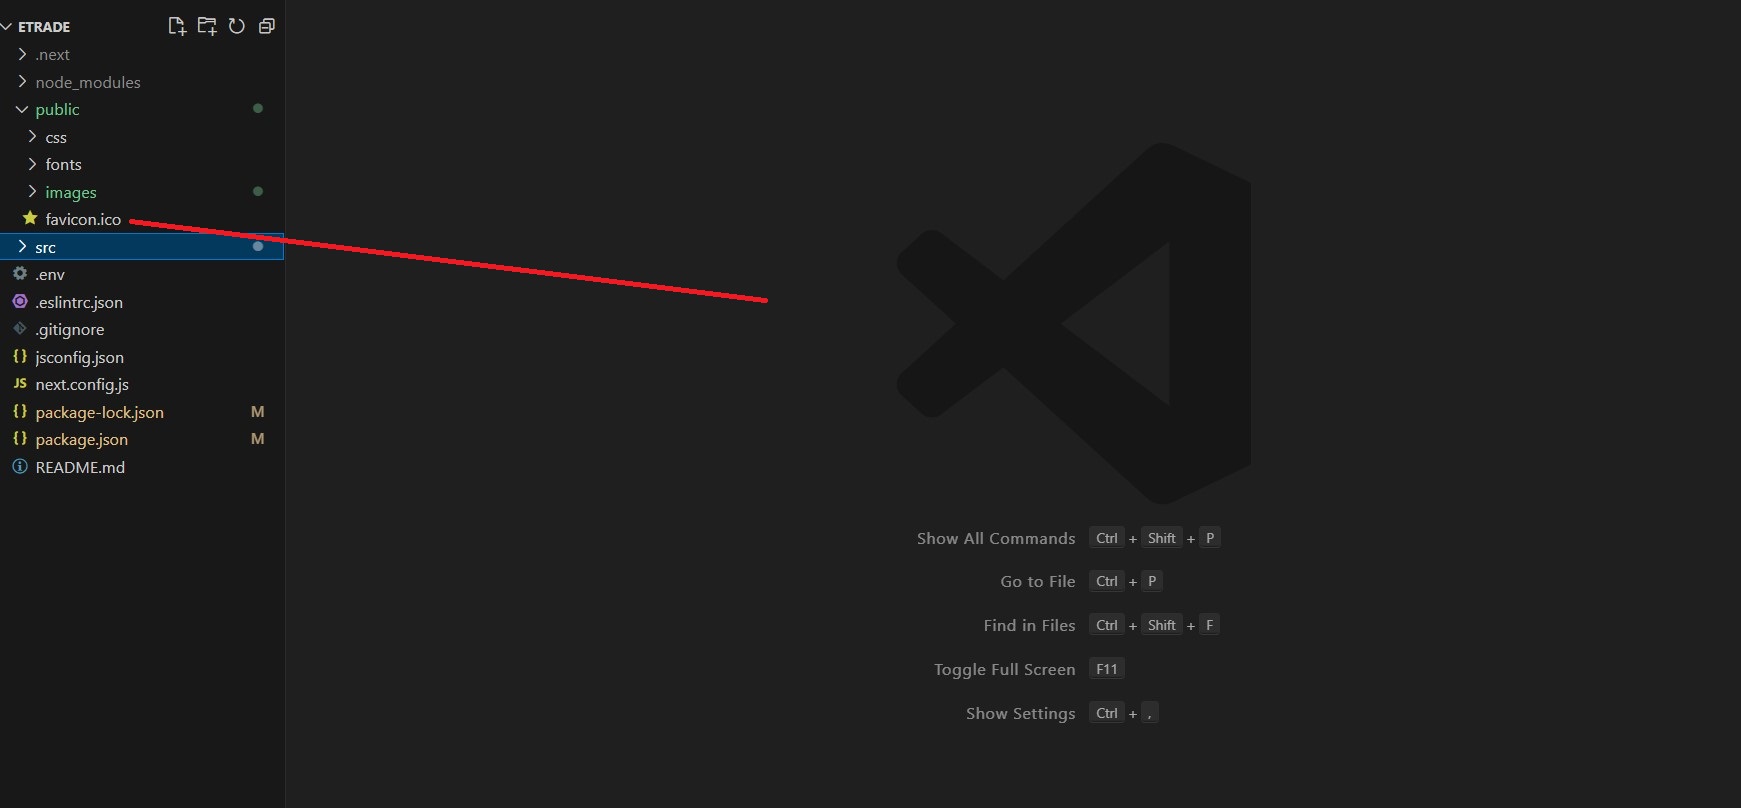 ETRADE
.next
node_modules
public
css
fonts
images
favicon.ico
src
.env
.eslintrc.json
.gitignore
{} jsconfig.json
JS next.config.js
{} package-lock.json M
{} package.json M
README.md
Show All Commands Ctrl + Shift + P
Go to File Ctrl + P
Find in Files Ctrl + Shift + F
Toggle Full Screen F11
Show Settings Ctrl + ,